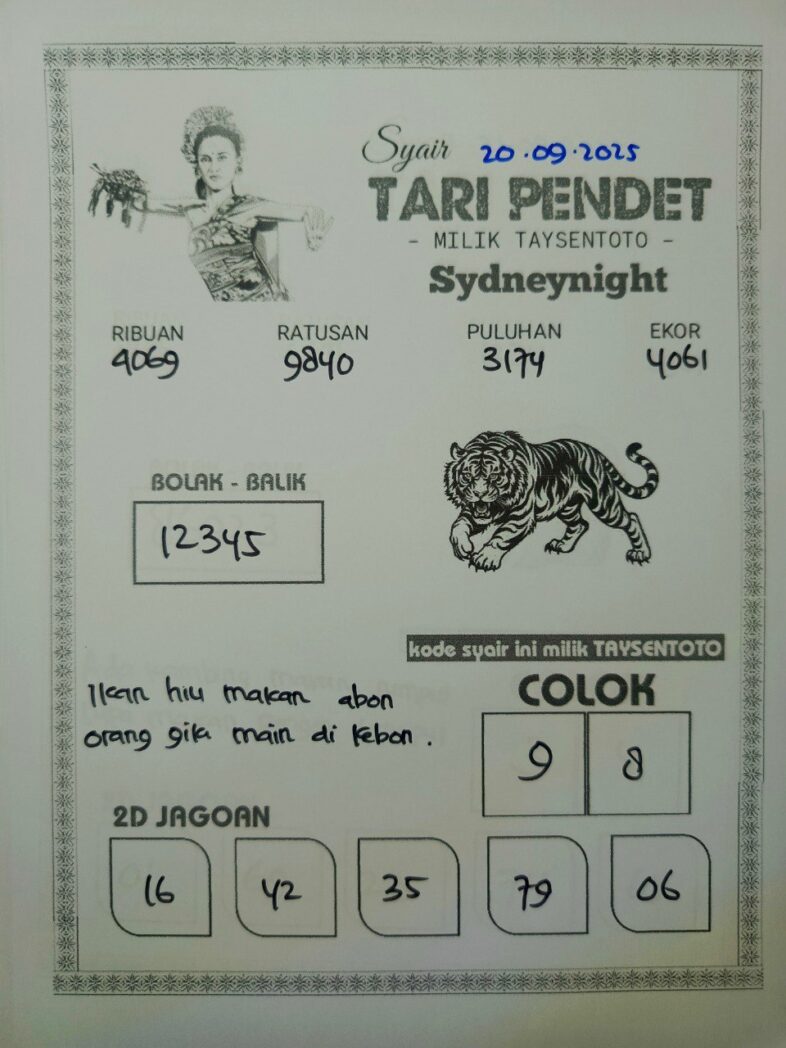 Syair 20.09.2025
TARI PENDET
- MILIK TAYSENTOTO -
Sydneynight
RIBUAN RATUSAN PULUHAN EKOR
4069 9840 3174 4061
BOLAK - BALIK
12345
kode syair ini milik TAYSENTOTO
Ikan hiu makan abon
orang gila main di kebon.
COLOK
9 8
2D JAGOAN
16 42 35 79 06